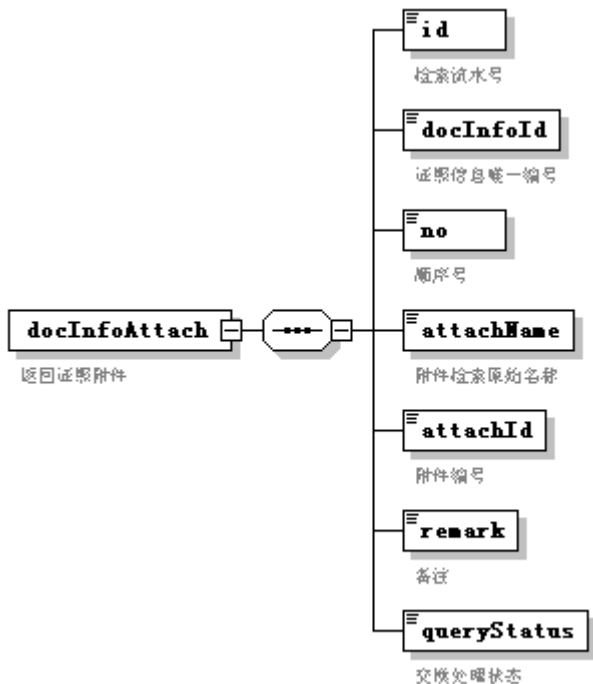 id
检索流水号
docInfoId
证照信息唯一编号
no
顺序号
docInfoAttach
返回证照附件
attachName
附件检索原始名称
attachId
附件编号
remark
备注
queryStatus
交换处理状态